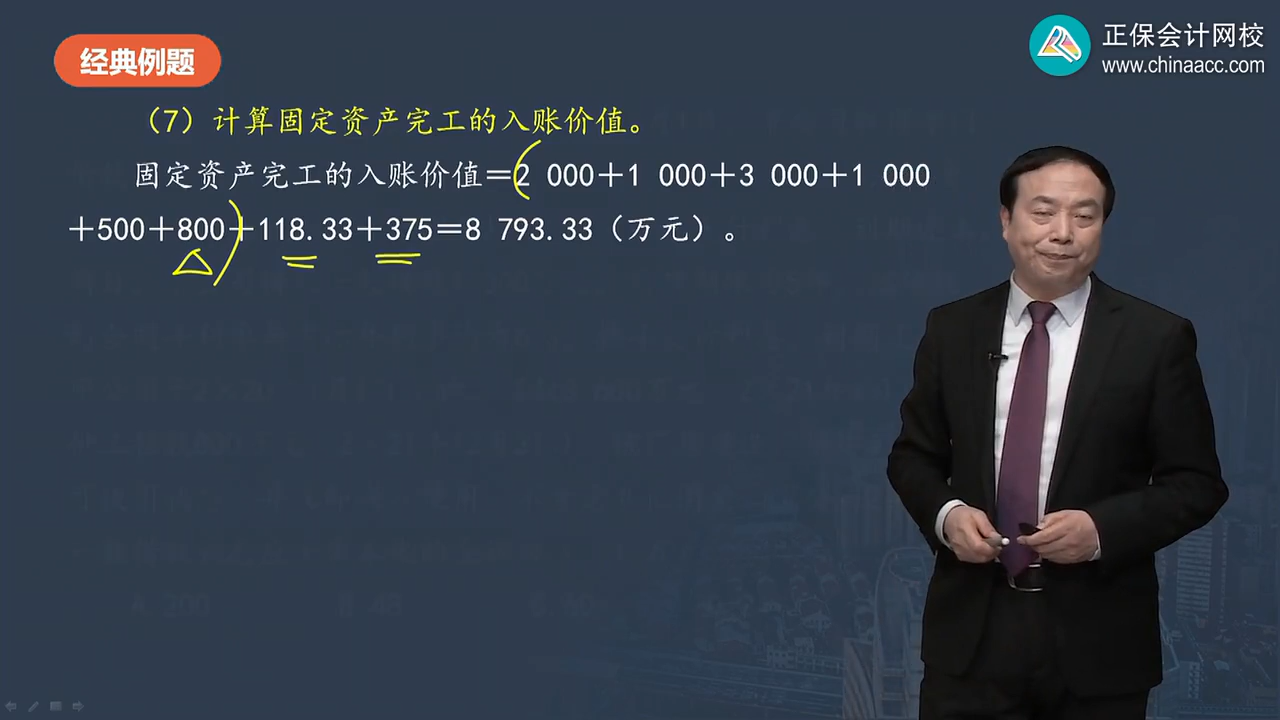 正保会计网校
www.chinaacc.com
经典例题
（7）计算固定资产完工的入账价值。
固定资产完工的入账价值＝2 000＋1 000＋3 000＋1 000
＋500＋800＋118.33＋375＝8 793.33（万元）。